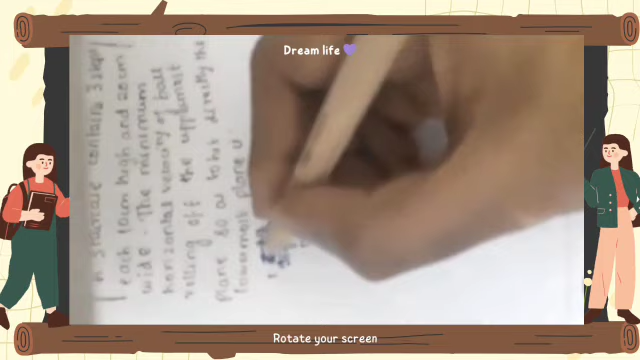 Dream life 💜
A staircase contains 3 steps
each 10cm high and 20cm
wide. The minimum
horizontal velocity of ball
rolling off the uppermost
plane so as to hit directly the
lowermost plane
Rotate your screen